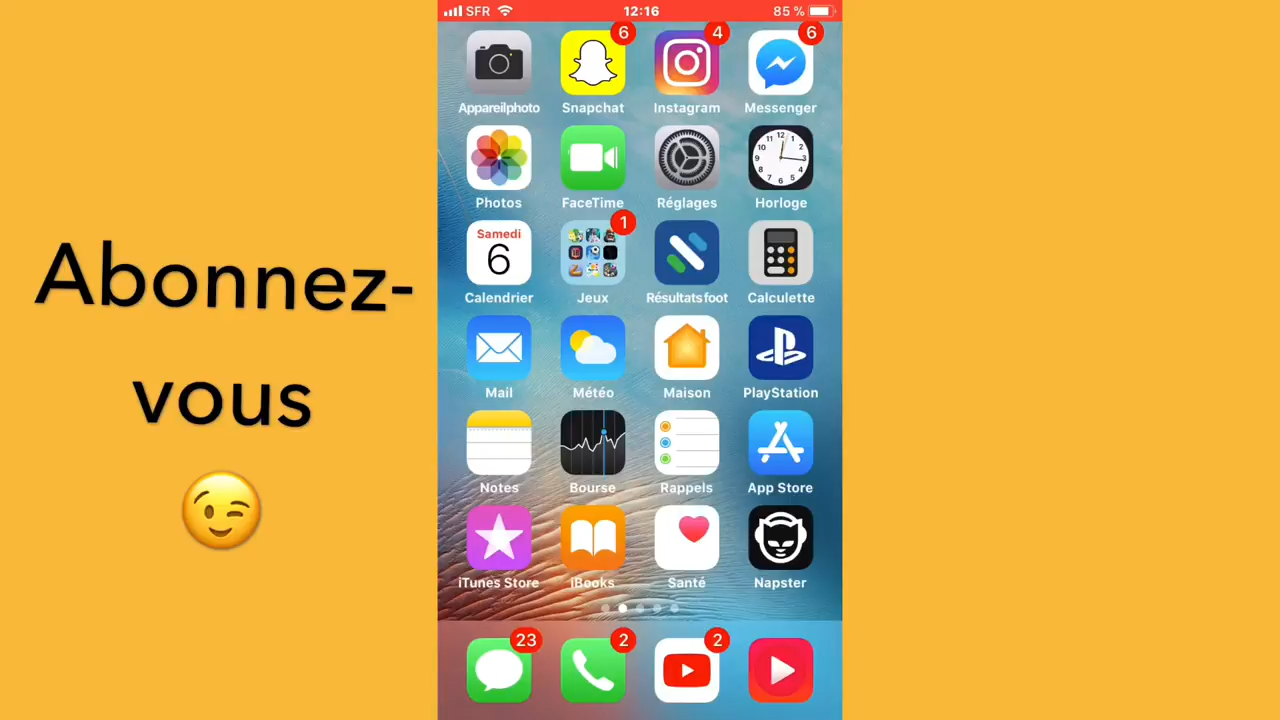 Abonnez-
vous
SFR 12:16 85 %
6 4 6
Appareilphoto Snapchat Instagram Messenger
Photos FaceTime Réglages Horloge
Samedi
6
1
Calendrier Jeux Résultats foot Calculette
Mail Météo Maison PlayStation
Notes Bourse Rappels App Store
iTunes Store iBooks Santé Napster
23 2 2